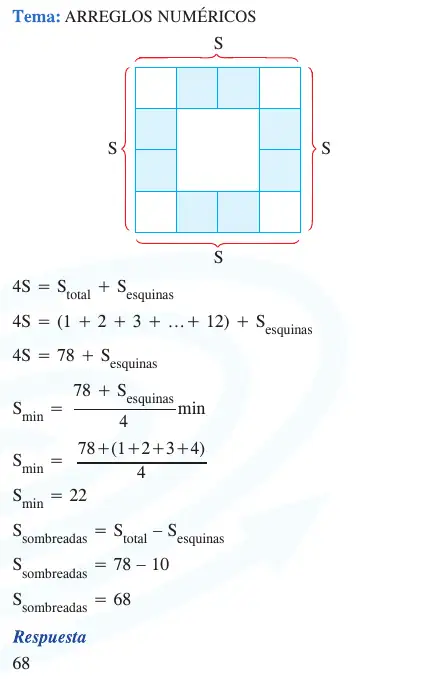 Tema: ARREGLOS NUMÉRICOS
S
S
S
S
4S = S_total + S_esquinas
4S = (1 + 2 + 3 + …+ 12) + S_esquinas
4S = 78 + S_esquinas
S_min = (78 + S_esquinas)/4 min
S_min = (78+(1+2+3+4))/4
S_min = 22
S_sombreadas = S_total – S_esquinas
S_sombreadas = 78 – 10
S_sombreadas = 68
Respuesta
68